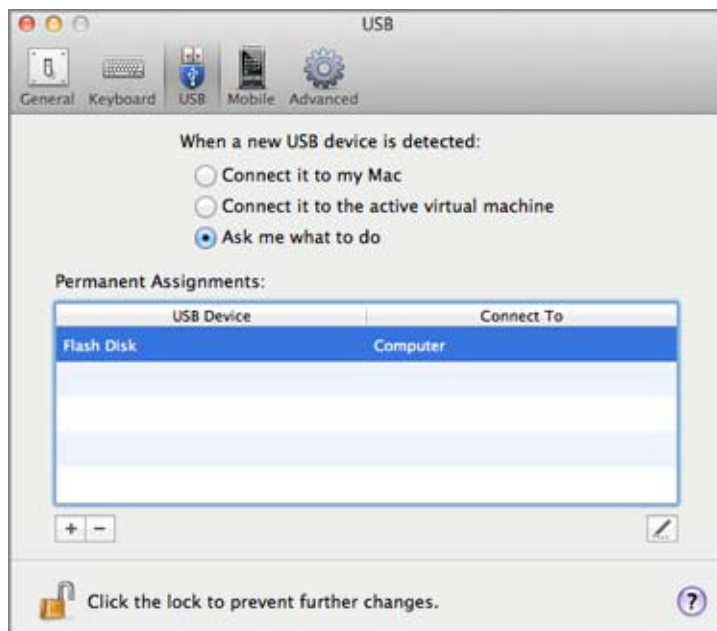 USB
General Keyboard USB Mobile Advanced
When a new USB device is detected:
Connect it to my Mac
Connect it to the active virtual machine
Ask me what to do
Permanent Assignments:
USB Device Connect To
Flash Disk Computer
+ −
Click the lock to prevent further changes. ?